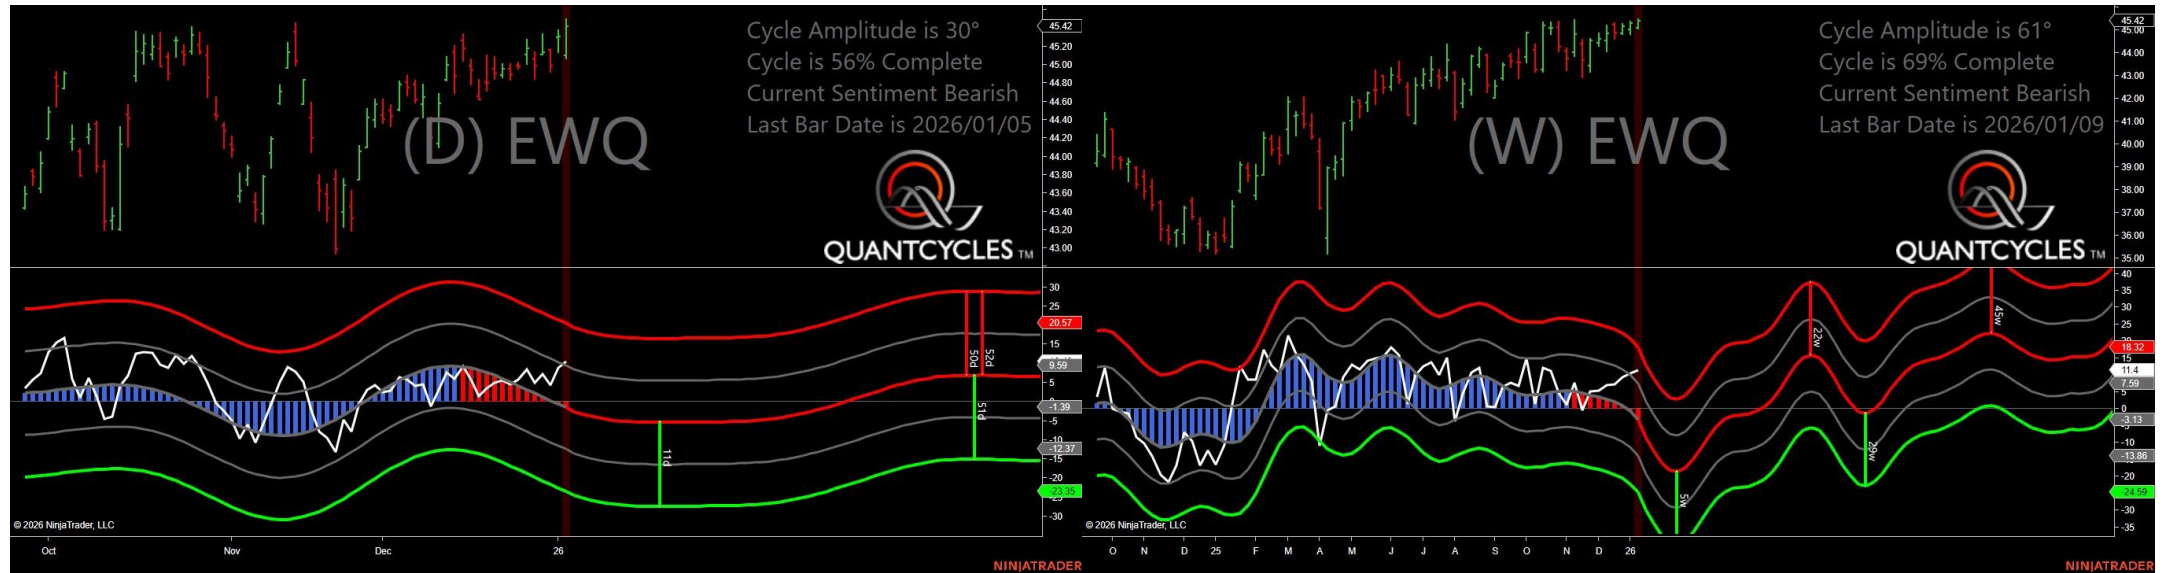 Cycle Amplitude is 30°
Cycle is 56% Complete
Current Sentiment Bearish
Last Bar Date is 2026/01/05
(D) EWQ
QUANTCYCLES TM
45.42
45.20
45.00
44.80
44.60
44.40
44.20
44.00
43.80
43.60
43.40
43.20
43.00
30
25
20.57
15
9.59
5
-1.39
-5
-10
-12.37
-15
-20
-23.35
-30
11d
50d
52d
51d
© 2026 NinjaTrader, LLC
Oct
Nov
Dec
26
NINJATRADER
Cycle Amplitude is 61°
Cycle is 69% Complete
Current Sentiment Bearish
Last Bar Date is 2026/01/09
(W) EWQ
QUANTCYCLES TM
45.42
45.00
44.00
43.00
42.00
41.00
40.00
39.00
38.00
37.00
36.00
35.00
40
35
30
25
20
18.32
15
11.4
7.59
5
0
-3.13
-5
-10
-13.86
-20
-24.59
-30
-35
5w
22w
29w
45w
© 2026 NinjaTrader, LLC
O
N
D
25
F
M
A
M
J
J
A
S
O
N
D
26
NINJATRADER